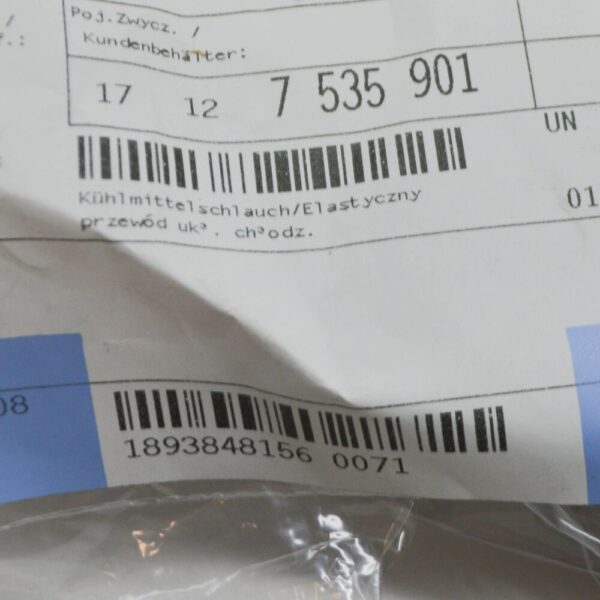 Poj.Zwycz. /
Kundenbehälter:
17 12 7 535 901
UN
Kühlmittelschlauch/Elastyczny
przewód uk³. ch³odz.
01
08
1893848156 0071